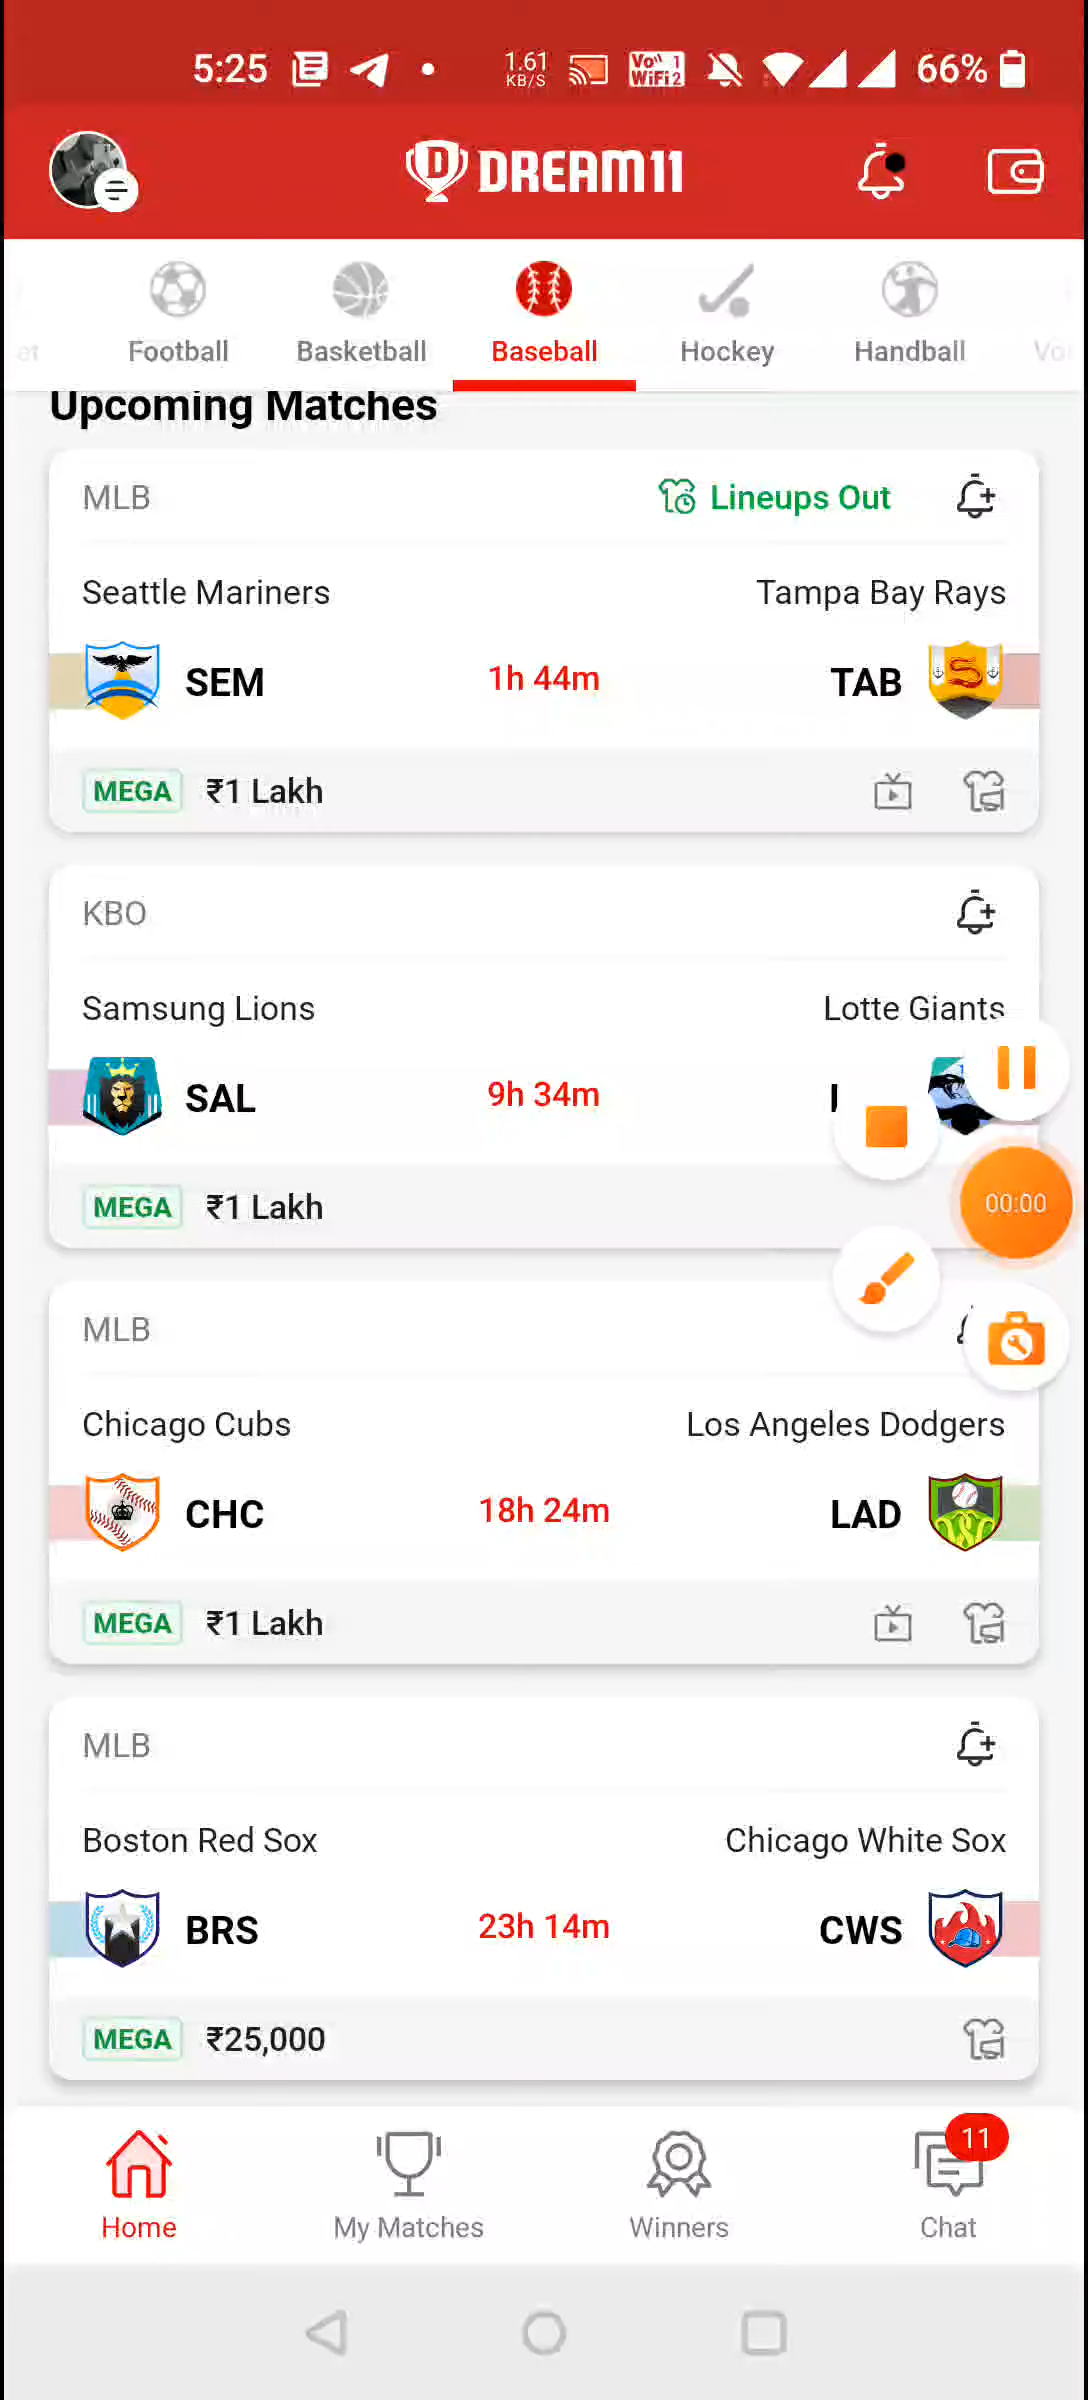 5:25 1.61 KB/S Vo)) 1 WiFi 2 66%
DREAM11
Football Basketball Baseball Hockey Handball
Upcoming Matches
MLB Lineups Out
Seattle Mariners Tampa Bay Rays
SEM 1h 44m TAB
MEGA ₹1 Lakh
KBO
Samsung Lions Lotte Giants
SAL 9h 34m
MEGA ₹1 Lakh
00:00
MLB
Chicago Cubs Los Angeles Dodgers
CHC 18h 24m LAD
MEGA ₹1 Lakh
MLB
Boston Red Sox Chicago White Sox
BRS 23h 14m CWS
MEGA ₹25,000
11
Home My Matches Winners Chat